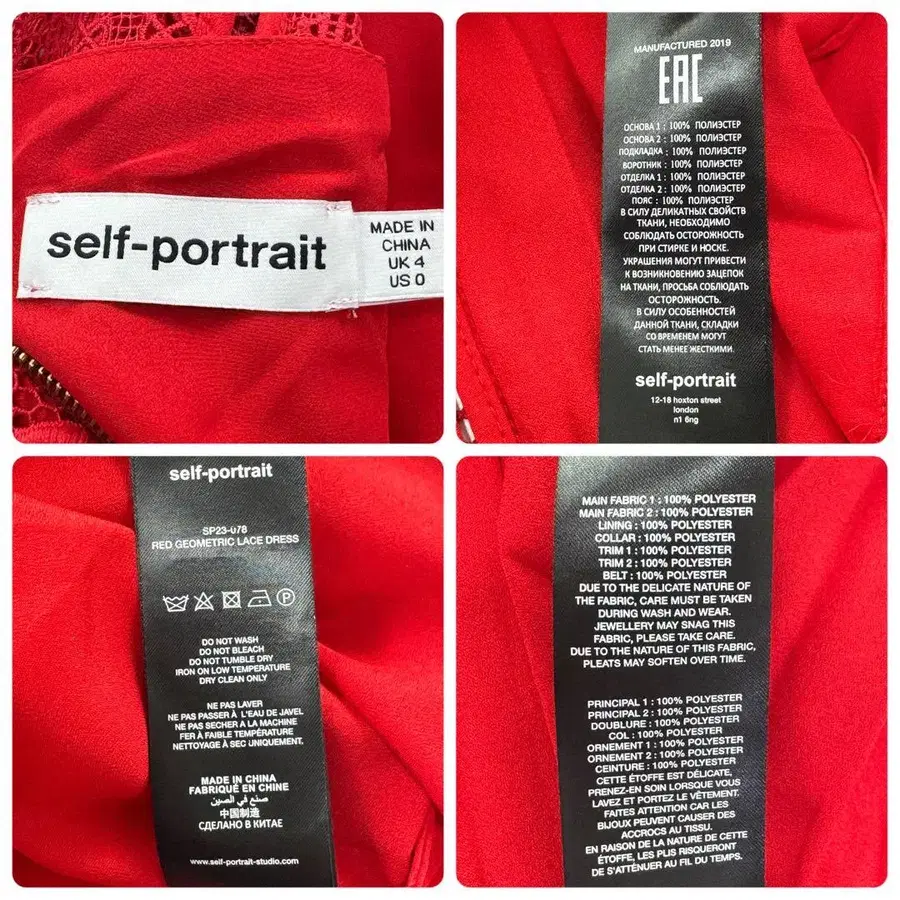 self-portrait
MADE IN
CHINA
UK 4
US 0
MANUFACTURED 2019
EAC
ОСНОВА 1 : 100% ПОЛИЭСТЕР
ОСНОВА 2 : 100% ПОЛИЭСТЕР
ПОДКЛАДКА : 100% ПОЛИЭСТЕР
ВОРОТНИК : 100% ПОЛИЭСТЕР
ОТДЕЛКА 1 : 100% ПОЛИЭСТЕР
ОТДЕЛКА 2 : 100% ПОЛИЭСТЕР
ПОЯС : 100% ПОЛИЭСТЕР
В СИЛУ ДЕЛИКАТНЫХ СВОЙСТВ
ТКАНИ, НЕОБХОДИМО
СОБЛЮДАТЬ ОСТОРОЖНОСТЬ
ПРИ СТИРКЕ И НОСКЕ.
УКРАШЕНИЯ МОГУТ ПРИВЕСТИ
К ВОЗНИКНОВЕНИЮ ЗАЦЕПОК
НА ТКАНИ, ПРОСЬБА СОБЛЮДАТЬ
ОСТОРОЖНОСТЬ.
В СИЛУ ОСОБЕННОСТЕЙ
ДАННОЙ ТКАНИ, СКЛАДКИ
СО ВРЕМЕНЕМ МОГУТ
СТАТЬ МЕНЕЕ ЖЕСТКИМИ.
self-portrait
12-18 hoxton street
london
n1 6ng
self-portrait
SP23-078
RED GEOMETRIC LACE DRESS
P
DO NOT WASH
DO NOT BLEACH
DO NOT TUMBLE DRY
IRON ON LOW TEMPERATURE
DRY CLEAN ONLY
NE PAS LAVER
NE PAS PASSER À L'EAU DE JAVEL
NE PAS SECHER A LA MACHINE
FER À FAIBLE TEMPÉRATURE
NETTOYAGE À SEC UNIQUEMENT.
MADE IN CHINA
FABRIQUÉ EN CHINE
صنع في الصين
中国制造
СДЕЛАНО В КИТАЕ
www.self-portrait-studio.com
MAIN FABRIC 1 : 100% POLYESTER
MAIN FABRIC 2 : 100% POLYESTER
LINING : 100% POLYESTER
COLLAR : 100% POLYESTER
TRIM 1 : 100% POLYESTER
TRIM 2 : 100% POLYESTER
BELT : 100% POLYESTER
DUE TO THE DELICATE NATURE OF
THE FABRIC, CARE MUST BE TAKEN
DURING WASH AND WEAR.
JEWELLERY MAY SNAG THIS
FABRIC, PLEASE TAKE CARE.
DUE TO THE NATURE OF THIS FABRIC,
PLEATS MAY SOFTEN OVER TIME.
PRINCIPAL 1 : 100% POLYESTER
PRINCIPAL 2 : 100% POLYESTER
DOUBLURE : 100% POLYESTER
COL : 100% POLYESTER
ORNEMENT 1 : 100% POLYESTER
ORNEMENT 2 : 100% POLYESTER
CEINTURE : 100% POLYESTER
CETTE ÉTOFFE EST DÉLICATE,
PRENEZ-EN SOIN LORSQUE VOUS
LAVEZ ET PORTEZ LE VÊTEMENT.
FAITES ATTENTION CAR LES
BIJOUX PEUVENT CAUSER DES
ACCROCS AU TISSU.
EN RAISON DE LA NATURE DE CETTE
ÉTOFFE, LES PLIS RISQUERONT
DE S'ATTÉNUER AU FIL DU TEMPS.